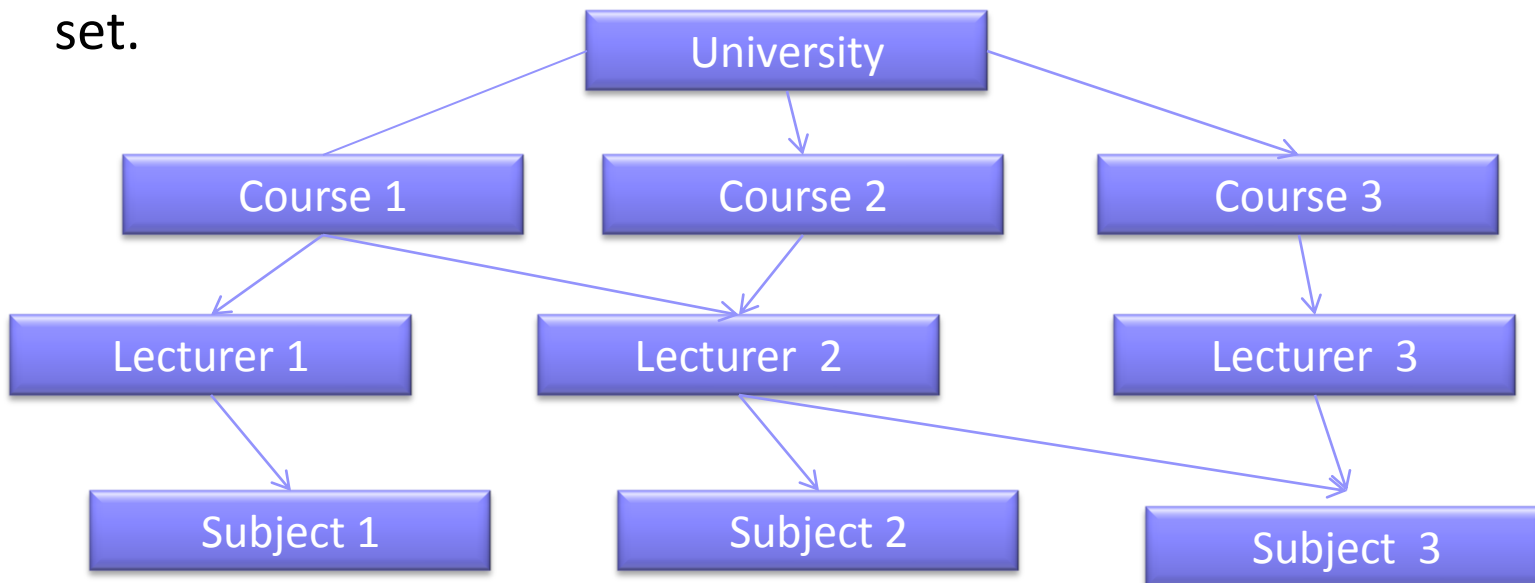 set.
University
Course 1
Course 2
Course 3
Lecturer 1
Lecturer  2
Lecturer  3
Subject 1
Subject 2
Subject  3